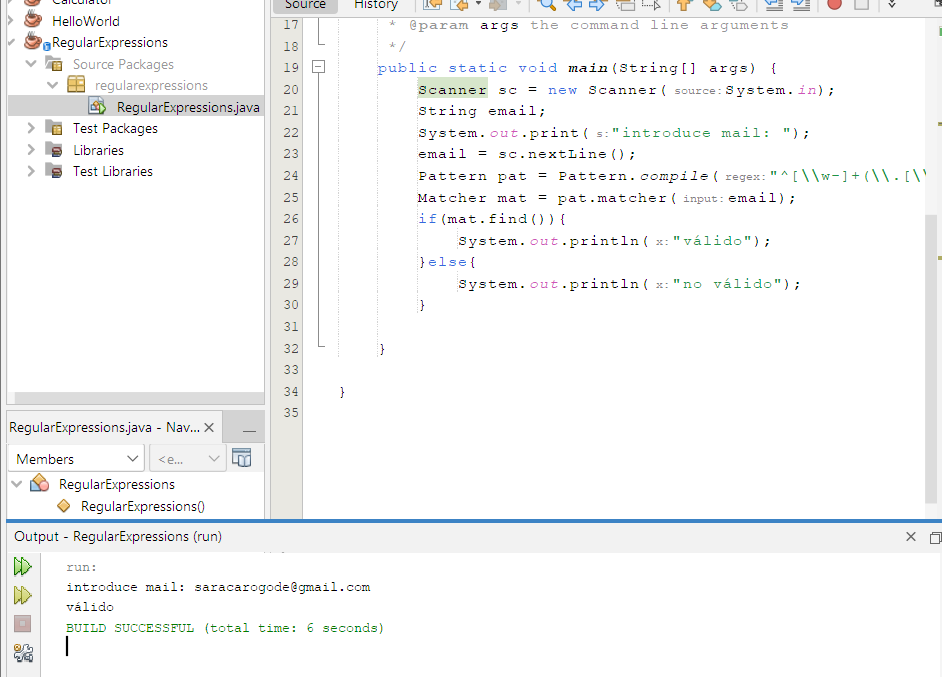 Calculator
HelloWorld
RegularExpressions
Source Packages
regularexpressions
RegularExpressions.java
Test Packages
Libraries
Test Libraries
Source History
17 * @param args the command line arguments
18 */
19 public static void main(String[] args) {
20 Scanner sc = new Scanner( source: System.in);
21 String email;
22 System.out.print( s: "introduce mail: ");
23 email = sc.nextLine();
24 Pattern pat = Pattern.compile( regex: "^[\\w-]+(\\.[\\
25 Matcher mat = pat.matcher( input: email);
26 if(mat.find()){
27 System.out.println( x: "válido");
28 }else{
29 System.out.println( x: "no válido");
30 }
31
32 }
33
34 }
35
RegularExpressions.java - Nav...
Members <e...
RegularExpressions
RegularExpressions()
Output - RegularExpressions (run)
run:
introduce mail: saracarogode@gmail.com
válido
BUILD SUCCESSFUL (total time: 6 seconds)